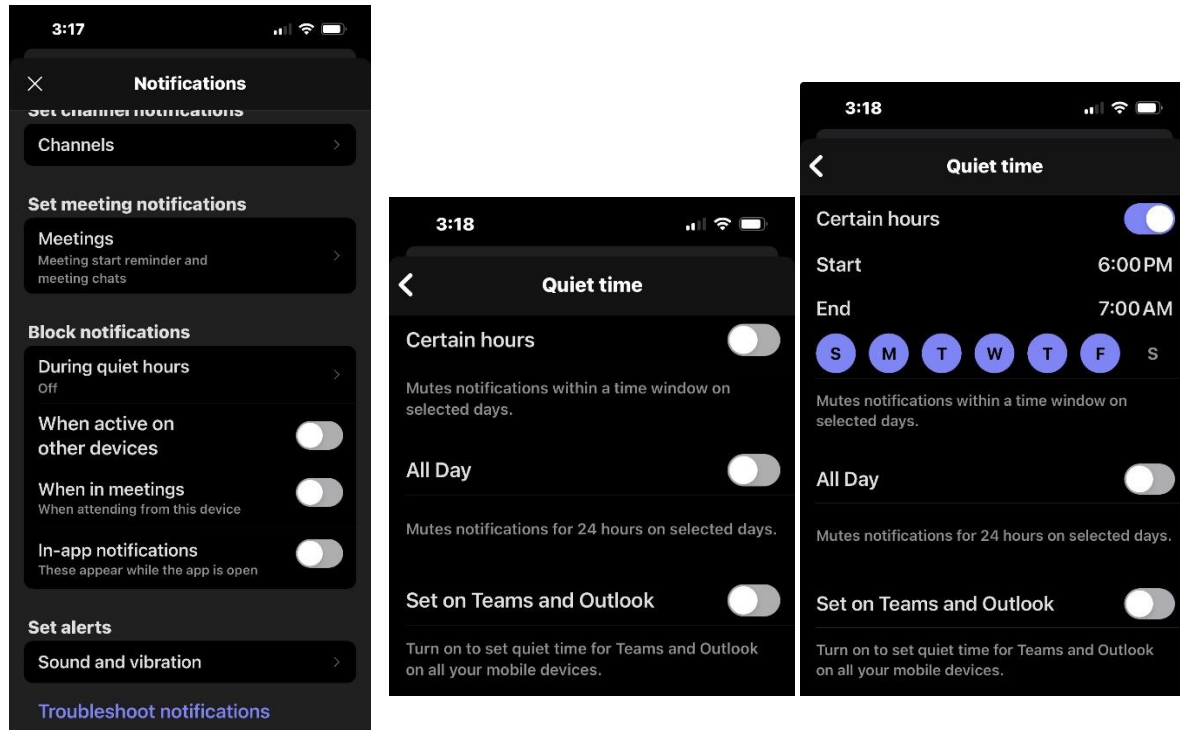 3:17
Notifications
Set channel notifications
Channels
Set meeting notifications
Meetings
Meeting start reminder and
meeting chats
Block notifications
During quiet hours
Off
When active on
other devices
When in meetings
When attending from this device
In-app notifications
These appear while the app is open
Set alerts
Sound and vibration
Troubleshoot notifications
3:18
Quiet time
Certain hours
Mutes notifications within a time window on
selected days.
All Day
Mutes notifications for 24 hours on selected days.
Set on Teams and Outlook
Turn on to set quiet time for Teams and Outlook
on all your mobile devices.
3:18
Quiet time
Certain hours
Start 6:00 PM
End 7:00 AM
S M T W T F S
Mutes notifications within a time window on
selected days.
All Day
Mutes notifications for 24 hours on selected days.
Set on Teams and Outlook
Turn on to set quiet time for Teams and Outlook
on all your mobile devices.